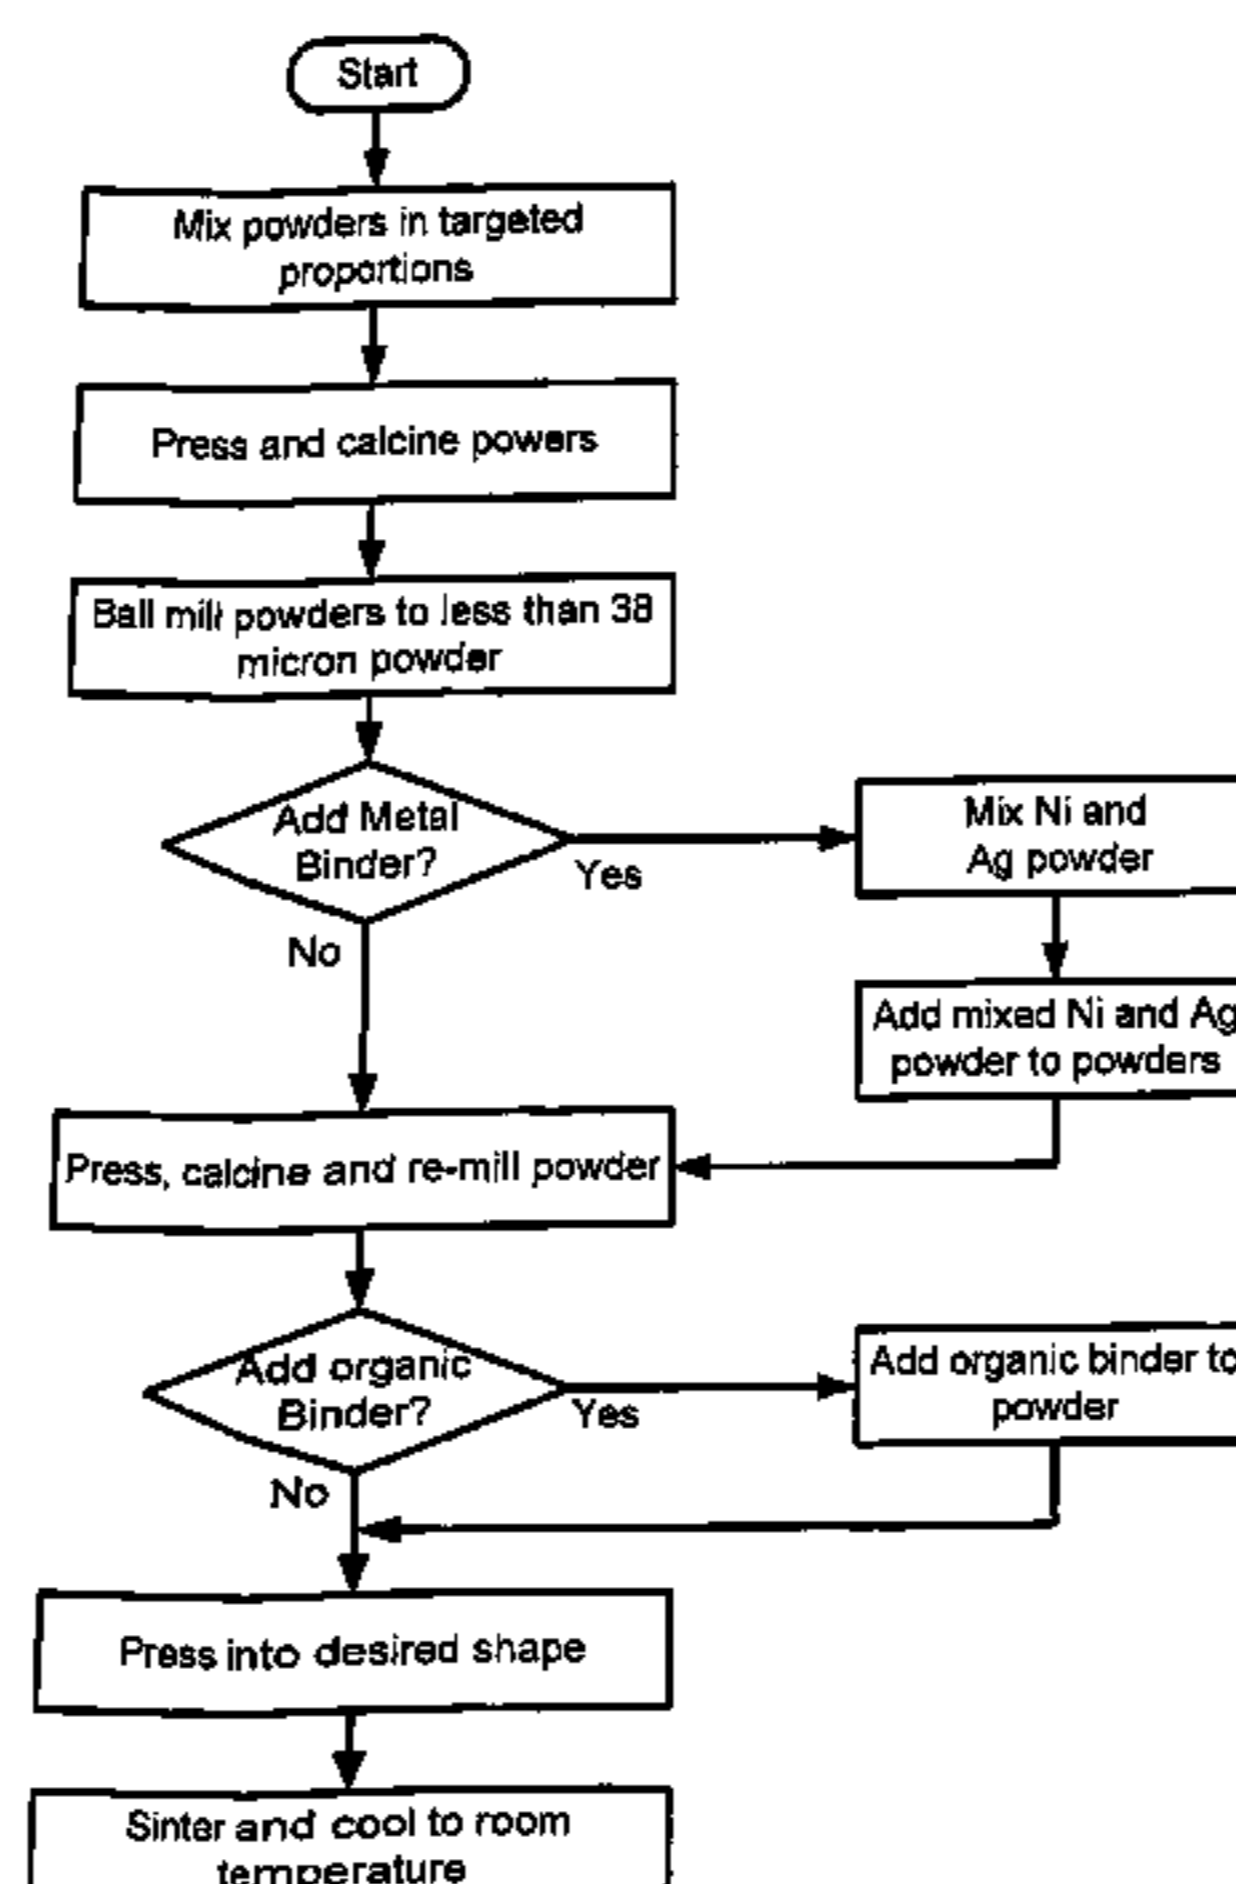 Start
Mix powders in targeted
proportions
Press and calcine powers
Ball mill powders to less than 38
micron powder
Add Metal
Binder?
Yes
Mix Ni and
Ag powder
No
Add mixed Ni and Ag
powder to powders
Press, calcine and re-mill powder
Add organic
Binder?
Yes
Add organic binder to
powder
No
Press into desired shape
Sinter and cool to room
temperature